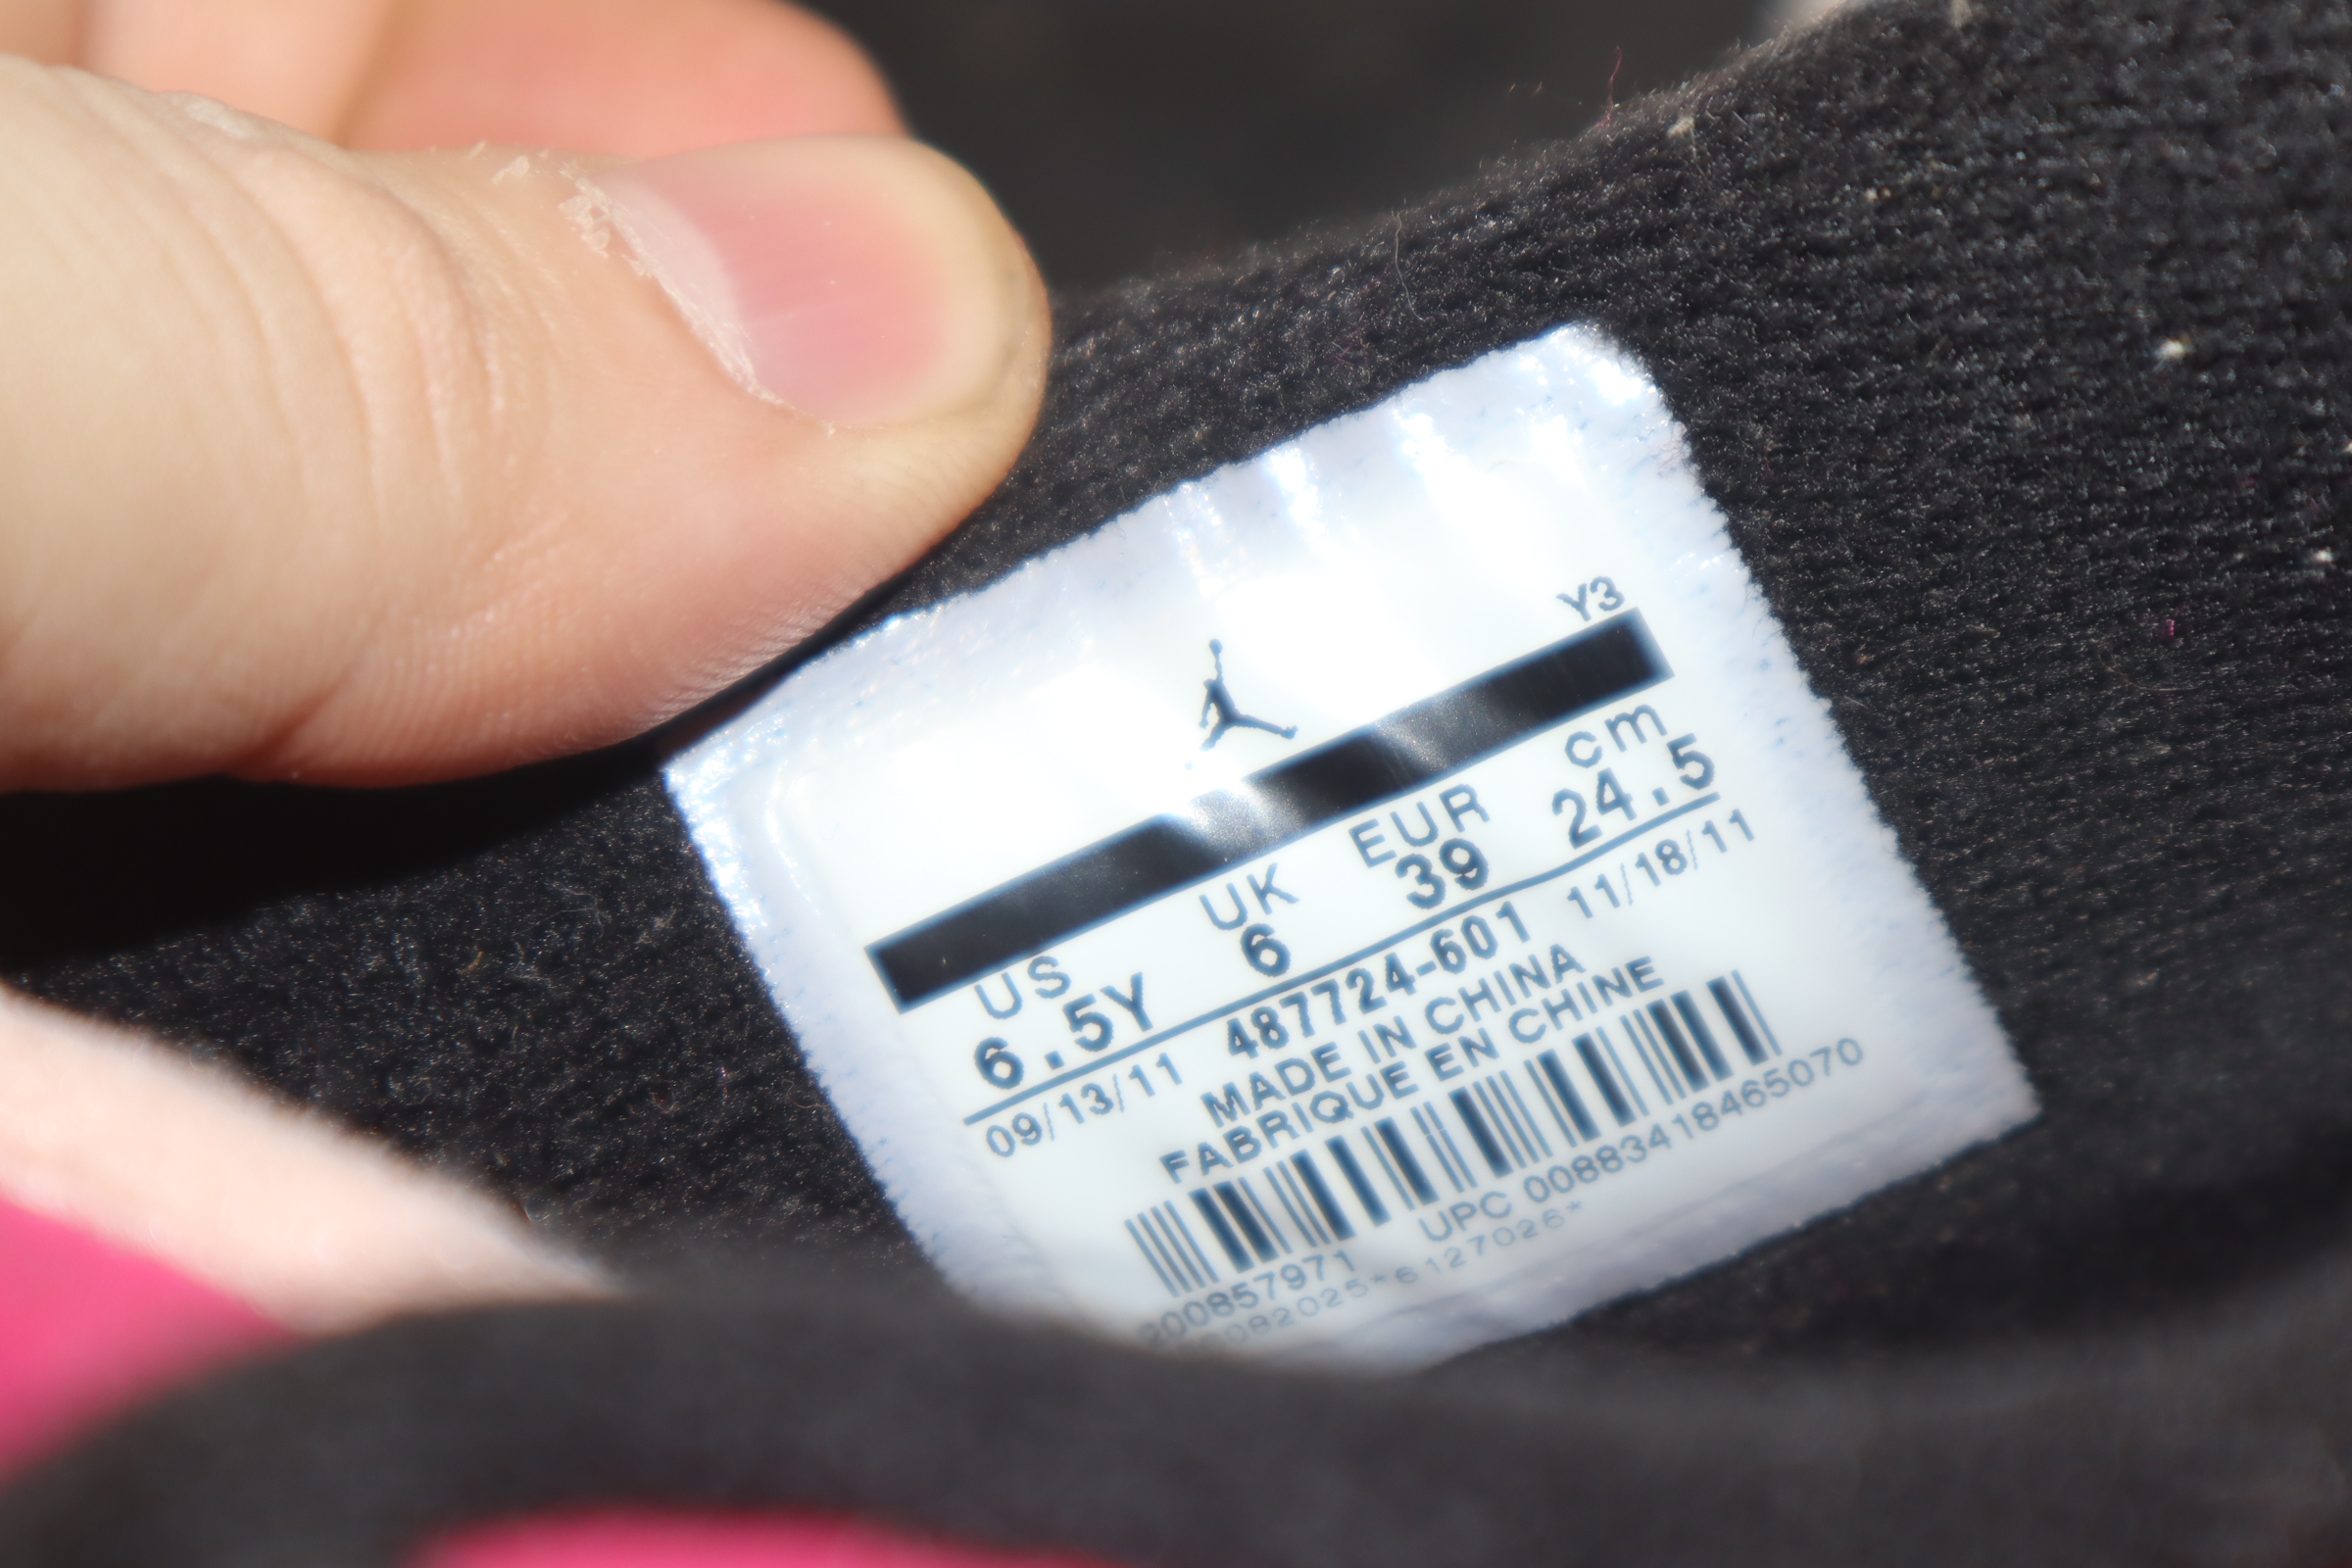 Y3
US UK EUR cm
6.5Y 6 39 24.5
09/13/11 487724-601 11/18/11
MADE IN CHINA
FABRIQUE EN CHINE
UPC 00883418465070